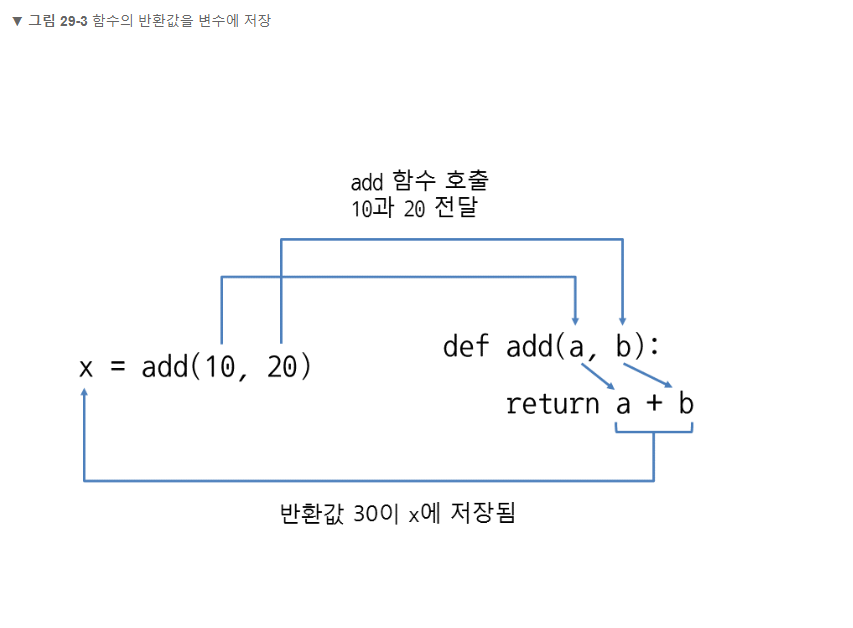 ▼ 그림 29-3 함수의 반환값을 변수에 저장
add 함수 호출
10과 20 전달
x = add(10, 20)
def add(a, b):
return a + b
반환값 30이 x에 저장됨